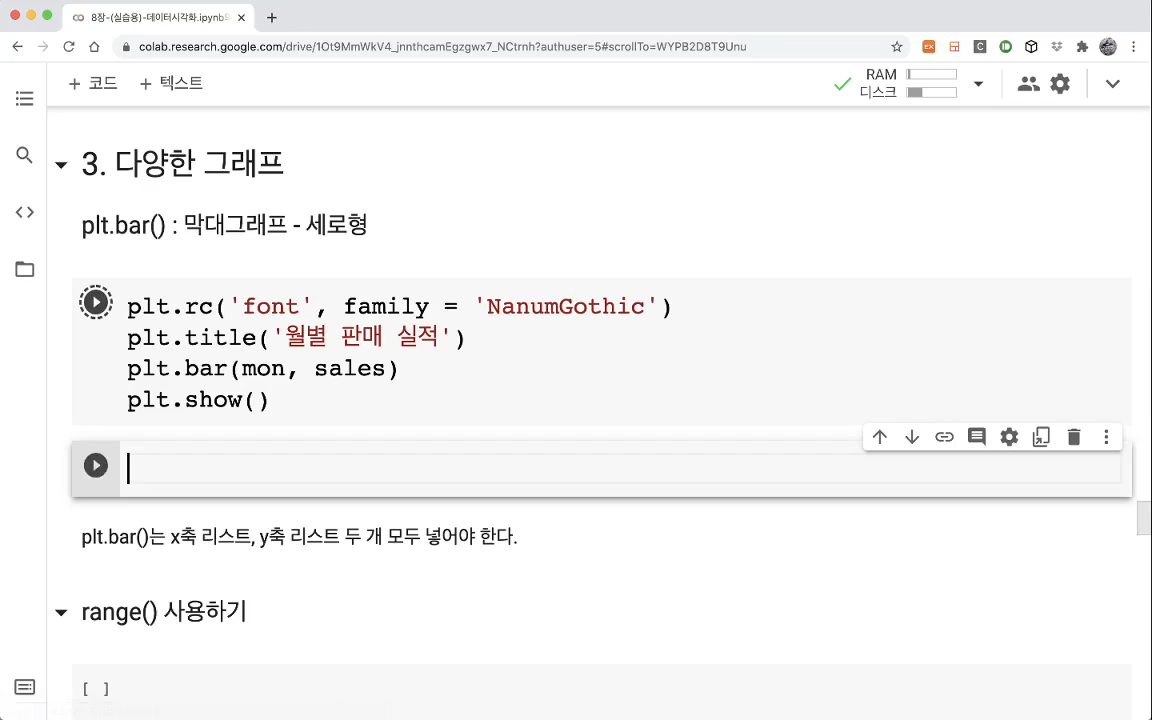 8장-(실습용)-데이터시각화.ipynb
colab.research.google.com/drive/1Ot9MmWkV4_jnnthcamEgzgwx7_NCtrnh?authuser=5#scrollTo=WYPB2D8T9Unu
+ 코드 + 텍스트
RAM
디스크
3. 다양한 그래프
plt.bar() : 막대그래프 - 세로형
plt.rc('font', family = 'NanumGothic')
plt.title('월별 판매 실적')
plt.bar(mon, sales)
plt.show()
plt.bar()는 x축 리스트, y축 리스트 두 개 모두 넣어야 한다.
range() 사용하기
[ ]